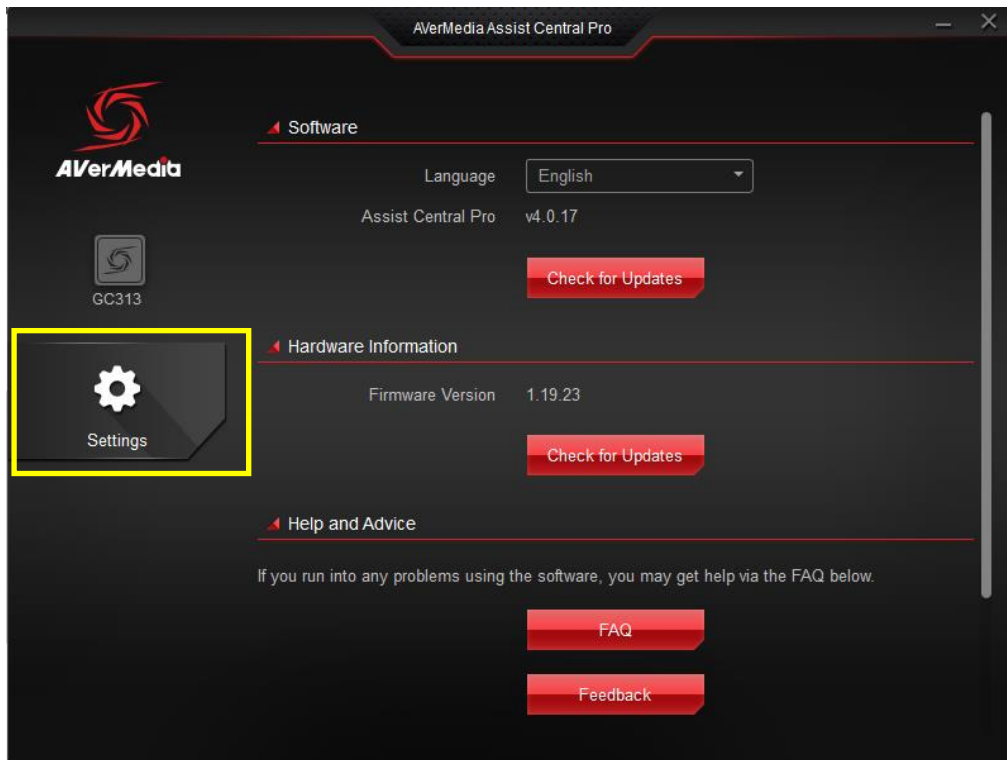 AVerMedia Assist Central Pro
AVerMedia
GC313
Settings
Software
Language English
Assist Central Pro v4.0.17
Check for Updates
Hardware Information
Firmware Version 1.19.23
Check for Updates
Help and Advice
If you run into any problems using the software, you may get help via the FAQ below.
FAQ
Feedback